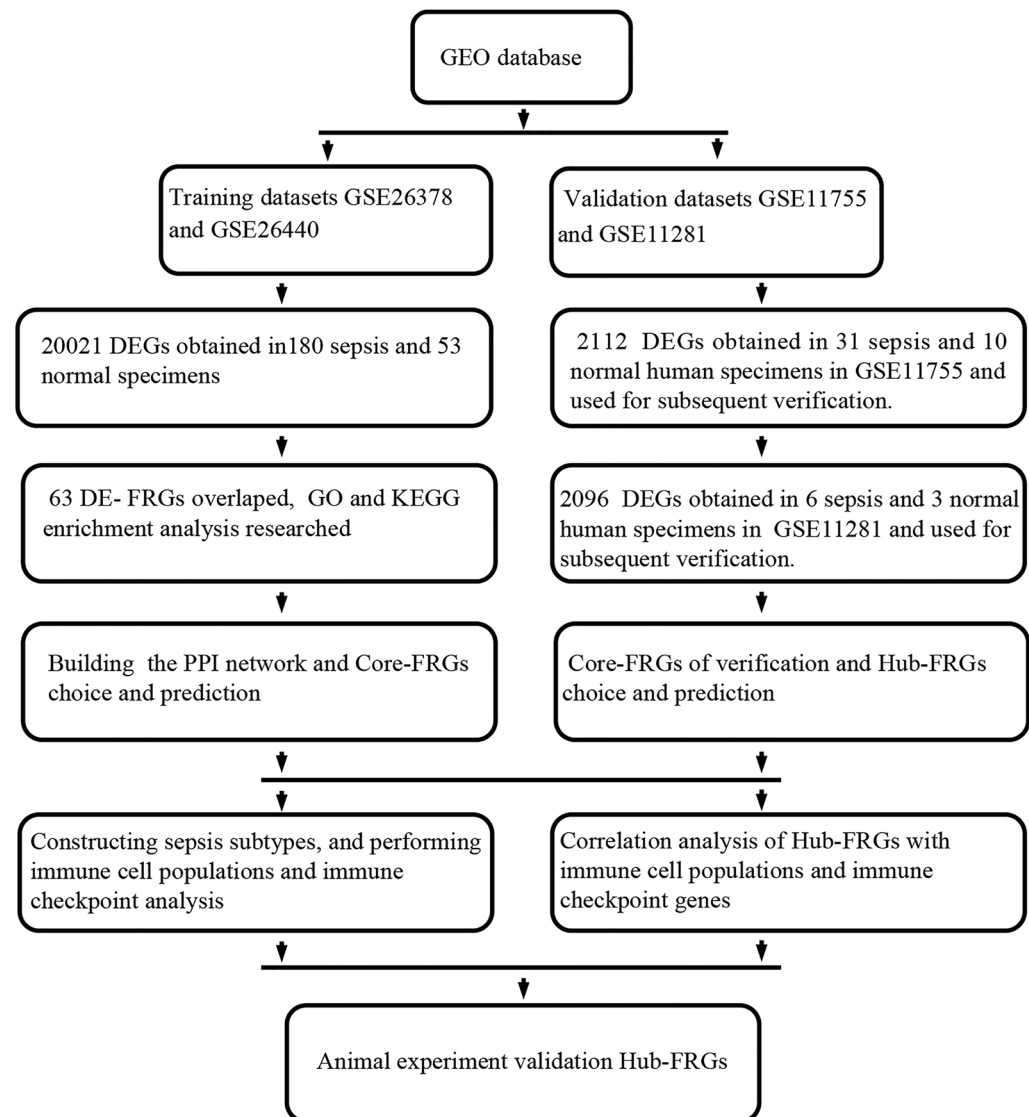 GEO database
Training datasets GSE26378
and GSE26440
Validation datasets GSE11755
and GSE11281
20021 DEGs obtained in180 sepsis and 53
normal specimens
2112 DEGs obtained in 31 sepsis and 10
normal human specimens in GSE11755 and
used for subsequent verification.
63 DE- FRGs overlaped, GO and KEGG
enrichment analysis researched
2096 DEGs obtained in 6 sepsis and 3 normal
human specimens in GSE11281 and used for
subsequent verification.
Building the PPI network and Core-FRGs
choice and prediction
Core-FRGs of verification and Hub-FRGs
choice and prediction
Constructing sepsis subtypes, and performing
immune cell populations and immune
checkpoint analysis
Correlation analysis of Hub-FRGs with
immune cell populations and immune
checkpoint genes
Animal experiment validation Hub-FRGs